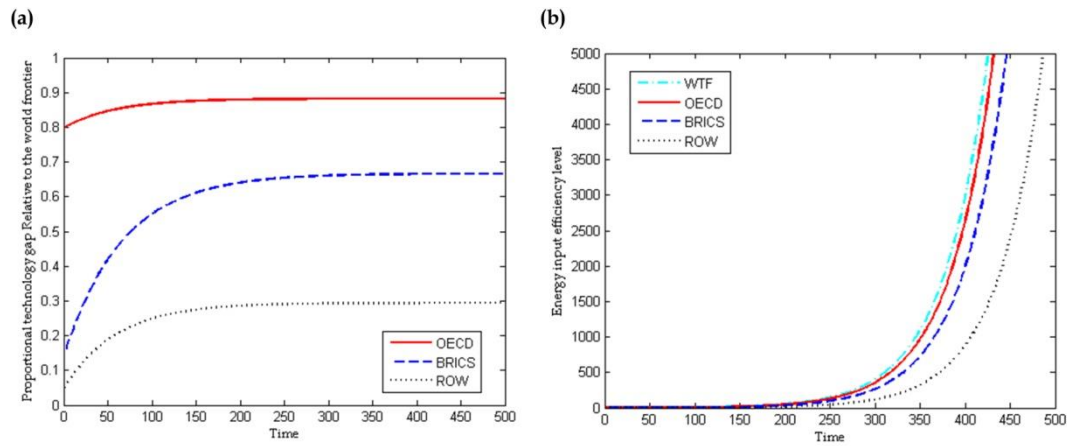 (a)
Proportional technology gap Relative to the world frontier
1
0.9
0.8
0.7
0.6
0.5
0.4
0.3
0.2
0.1
0
0 50 100 150 200 250 300 350 400 450 500
Time
OECD
BRICS
ROW
(b)
Energy input efficiency level
5000
4500
4000
3500
3000
2500
2000
1500
1000
500
0
0 50 100 150 200 250 300 350 400 450 500
Time
WTF
OECD
BRICS
ROW